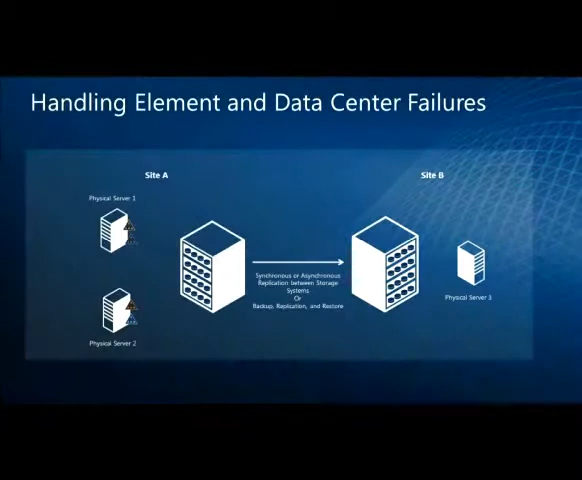 Handling Element and Data Center Failures
Site A
Site B
Physical Server 1
Synchronous or Asynchronous
Replication between Storage
Systems
Or
Backup, Replication, and Restore
Physical Server 3
Physical Server 2